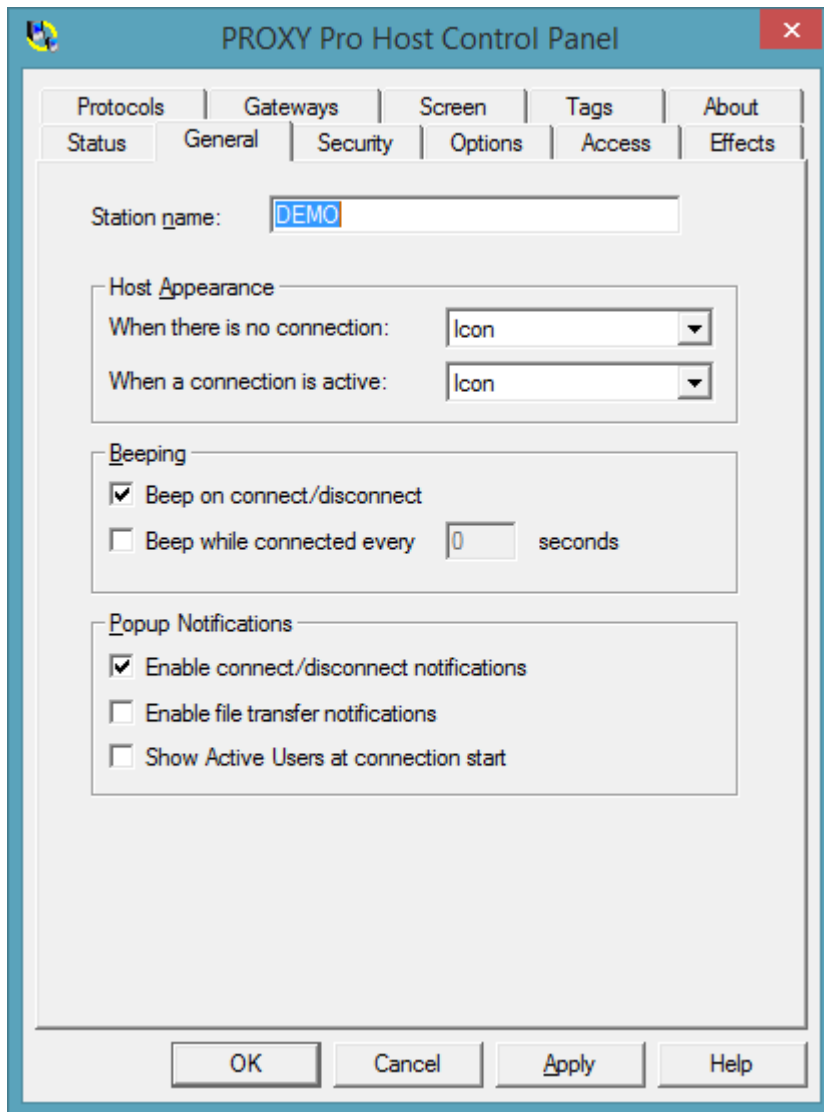 PROXY Pro Host Control Panel
Protocols Gateways Screen Tags About
Status General Security Options Access Effects
Station name: DEMO
Host Appearance
When there is no connection: Icon
When a connection is active: Icon
Beeping
Beep on connect/disconnect
Beep while connected every 0 seconds
Popup Notifications
Enable connect/disconnect notifications
Enable file transfer notifications
Show Active Users at connection start
OK Cancel Apply Help